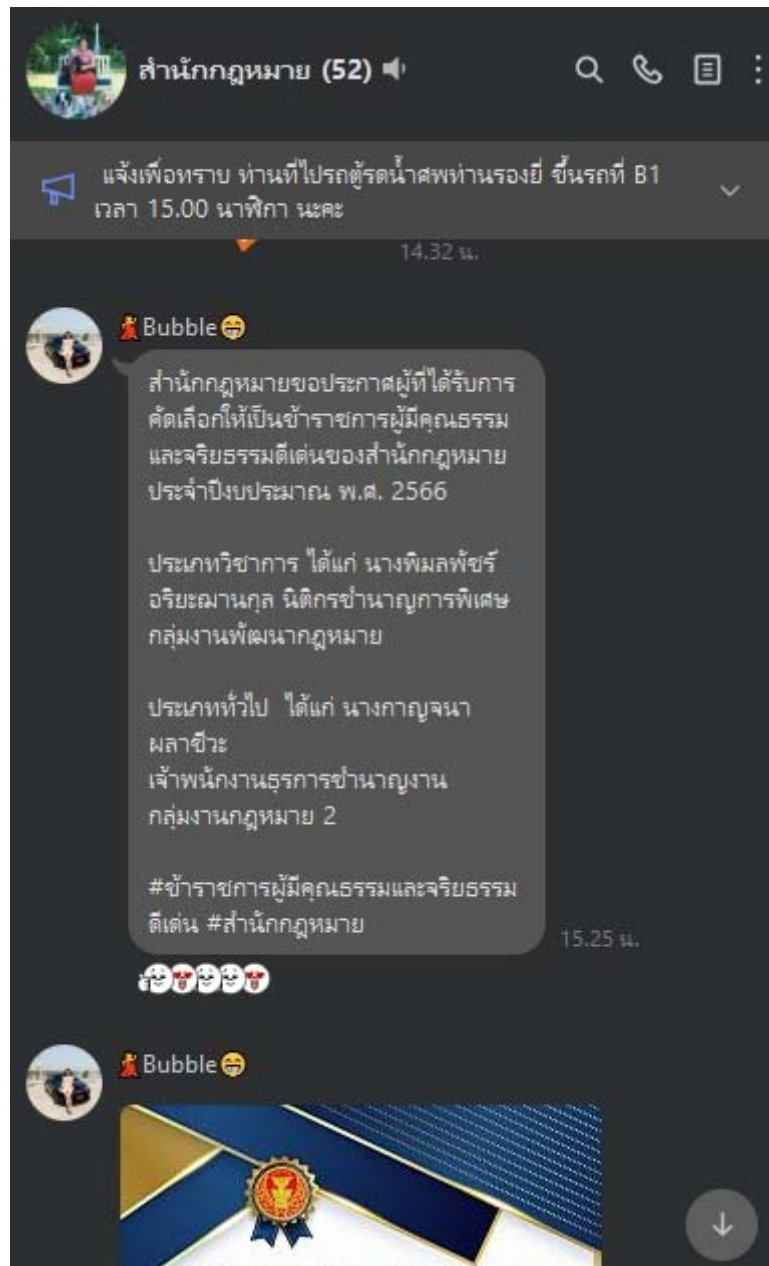 สำนักกฎหมาย (52)
แจ้งเพื่อทราบ ท่านที่ไปรถตู้รดน้ำศพท่านรองยี่ ขึ้นรถที่ B1
เวลา 15.00 นาฬิกา นะคะ
14.32 น.
Bubble
สำนักกฎหมายขอประกาศผู้ที่ได้รับการ
คัดเลือกให้เป็นข้าราชการผู้มีคุณธรรม
และจริยธรรมดีเด่นของสำนักกฎหมาย
ประจำปีงบประมาณ พ.ศ. 2566
ประเภทวิชาการ ได้แก่ นางพิมลพัชร์
อริยะฌานกุล นิติกรชำนาญการพิเศษ
กลุ่มงานพัฒนากฎหมาย
ประเภททั่วไป ได้แก่ นางกาญจนา
ผลาชีวะ
เจ้าพนักงานธุรการชำนาญงาน
กลุ่มงานกฎหมาย 2
#ข้าราชการผู้มีคุณธรรมและจริยธรรม
ดีเด่น #สำนักกฎหมาย
15.25 น.
Bubble